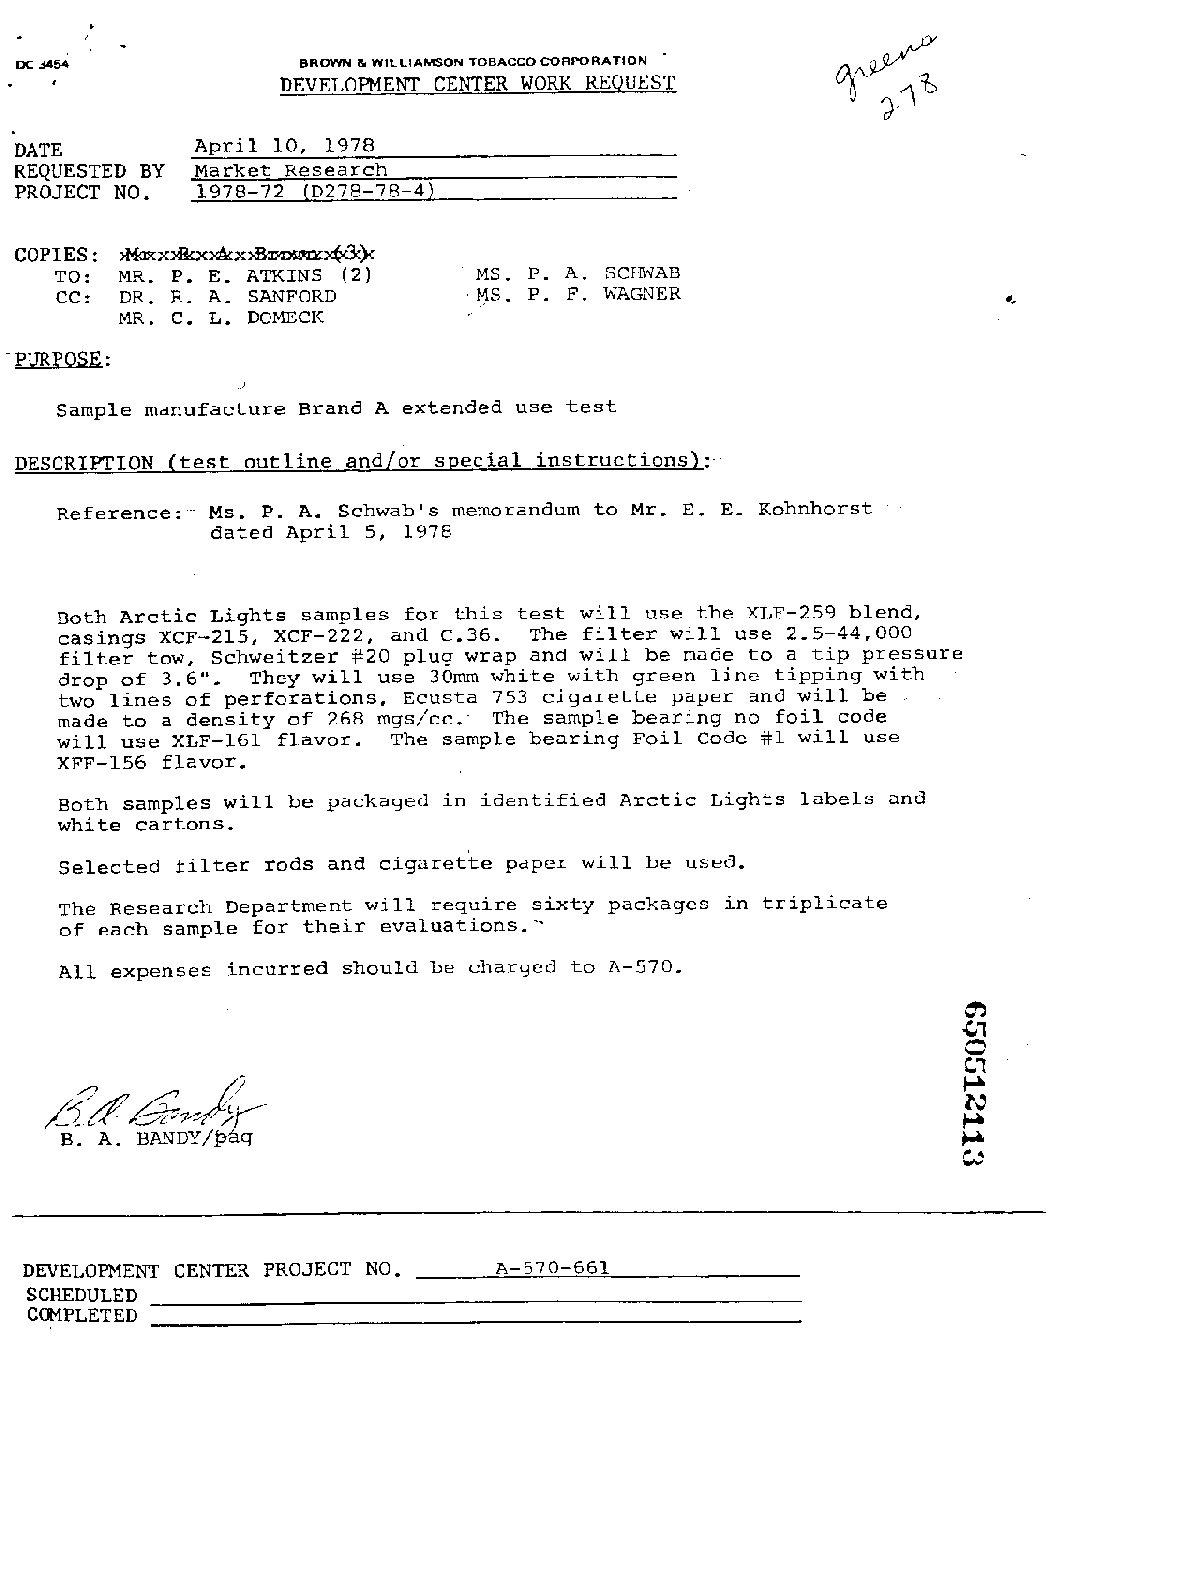 DC 3454
BROWN & WILLIAMSON TOBACCO CORPORATION
DEVELOPMENT CENTER WORK REQUEST
greene
278
DATE April 10, 1978
REQUESTED BY Market Research
PROJECT NO. 1978-72 (D278-78-4)
COPIES:
TO: MR. P. E. ATKINS (2) MS. P. A. SCHWAB
CC: DR. R. A. SANFORD MS. P. F. WAGNER
MR. C. L. DOMECK
PURPOSE:
Sample manufacture Brand A extended use test
DESCRIPTION (test outline and/or special instructions):
Reference: Ms. P. A. Schwab's memorandum to Mr. E. E. Kohnhorst
dated April 5, 1978
Both Arctic Lights samples for this test will use the XLF-259 blend,
casings XCF-215, XCF-222, and C.36. The filter will use 2.5-44,000
filter tow, Schweitzer #20 plug wrap and will be made to a tip pressure
drop of 3.6". They will use 30mm white with green line tipping with
two lines of perforations, Ecusta 753 cigarette paper and will be
made to a density of 268 mgs/cc. The sample bearing no foil code
will use XLF-161 flavor. The sample bearing Foil Code #1 will use
XFF-156 flavor.
Both samples will be packaged in identified Arctic Lights labels and
white cartons.
Selected filter rods and cigarette paper will be used.
The Research Department will require sixty packages in triplicate
of each sample for their evaluations.
All expenses incurred should be charged to A-570.
B.A. Bandy
B. A. BANDY/paq
650512113
DEVELOPMENT CENTER PROJECT NO. A-570-661
SCHEDULED
COMPLETED